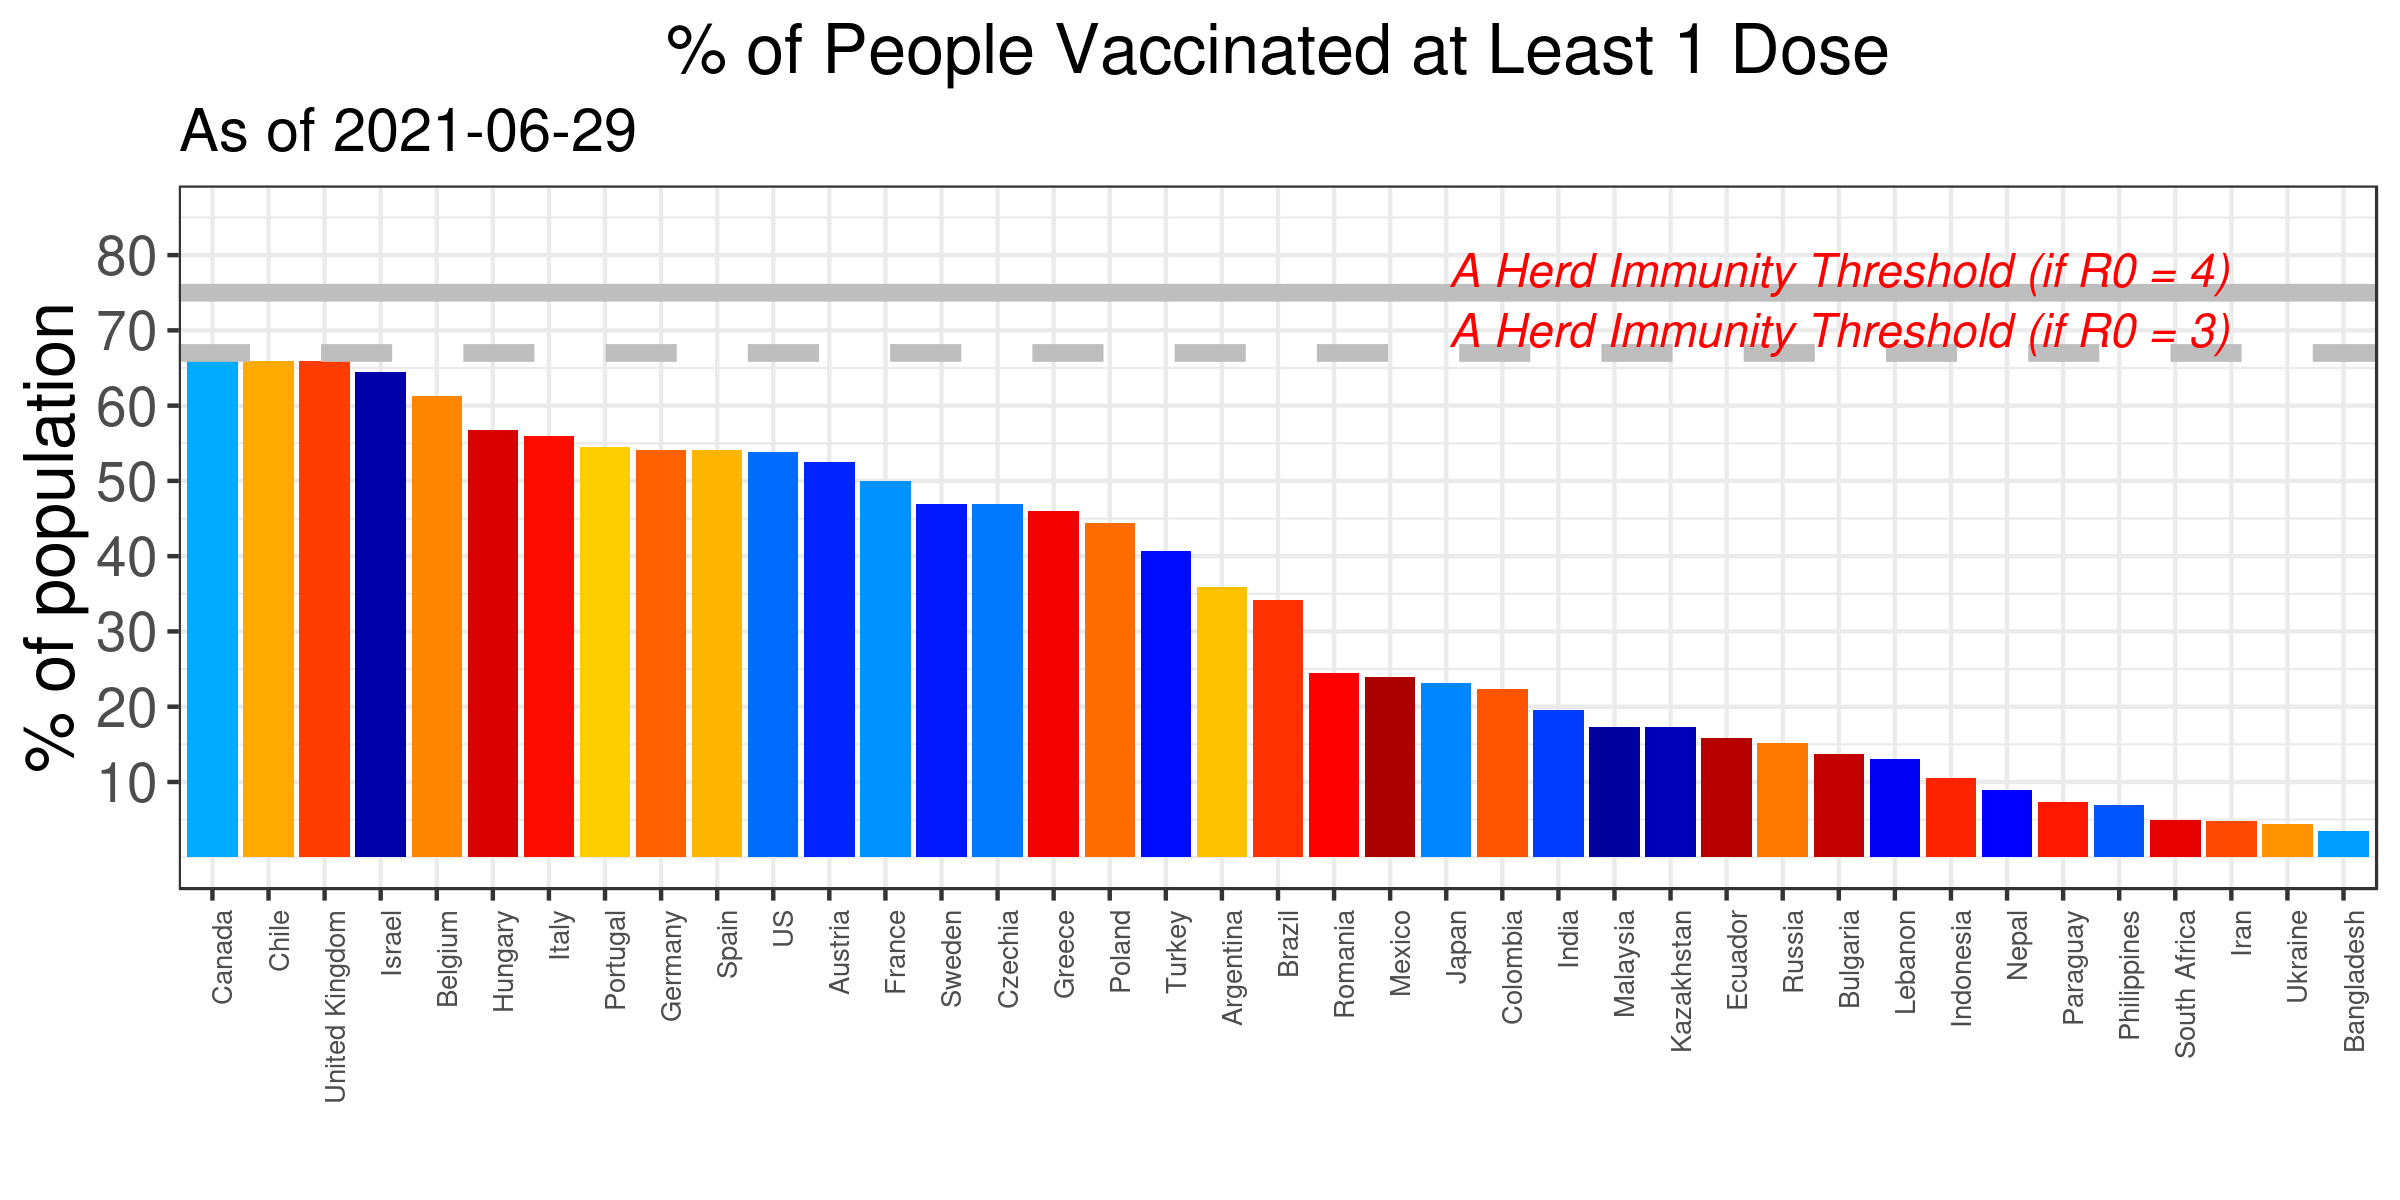 % of People Vaccinated at Least 1 Dose
As of 2021-06-29
% of population
80
70
60
50
40
30
20
10
A Herd Immunity Threshold (if R0 = 4)
A Herd Immunity Threshold (if R0 = 3)
Canada
Chile
United Kingdom
Israel
Belgium
Hungary
Italy
Portugal
Germany
Spain
US
Austria
France
Sweden
Czechia
Greece
Poland
Turkey
Argentina
Brazil
Romania
Mexico
Japan
Colombia
India
Malaysia
Kazakhstan
Ecuador
Russia
Bulgaria
Lebanon
Indonesia
Nepal
Paraguay
Philippines
South Africa
Iran
Ukraine
Bangladesh